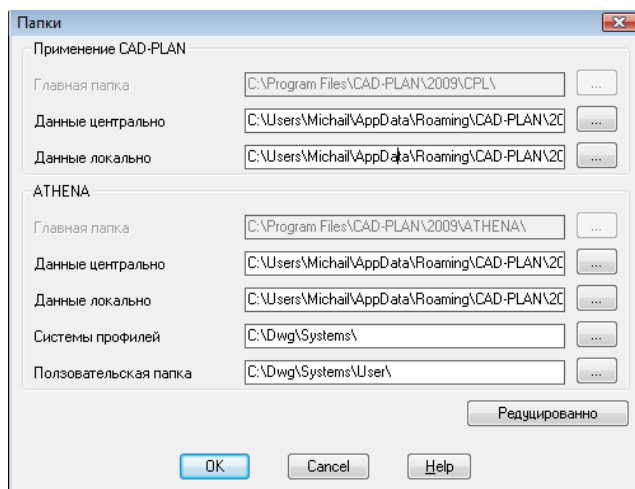 Папки
Применение CAD-PLAN
Главная папка C:\Program Files\CAD-PLAN\2009\CPL\ ...
Данные центрально C:\Users\Michail\AppData\Roaming\CAD-PLAN\20 ...
Данные локально C:\Users\Michail\AppData\Roaming\CAD-PLAN\20 ...
ATHENA
Главная папка C:\Program Files\CAD-PLAN\2009\ATHENA\ ...
Данные центрально C:\Users\Michail\AppData\Roaming\CAD-PLAN\20 ...
Данные локально C:\Users\Michail\AppData\Roaming\CAD-PLAN\20 ...
Системы профилей C:\Dwg\Systems\ ...
Ползовательская папка C:\Dwg\Systems\User\ ...
Редуцированно
OK Cancel Help